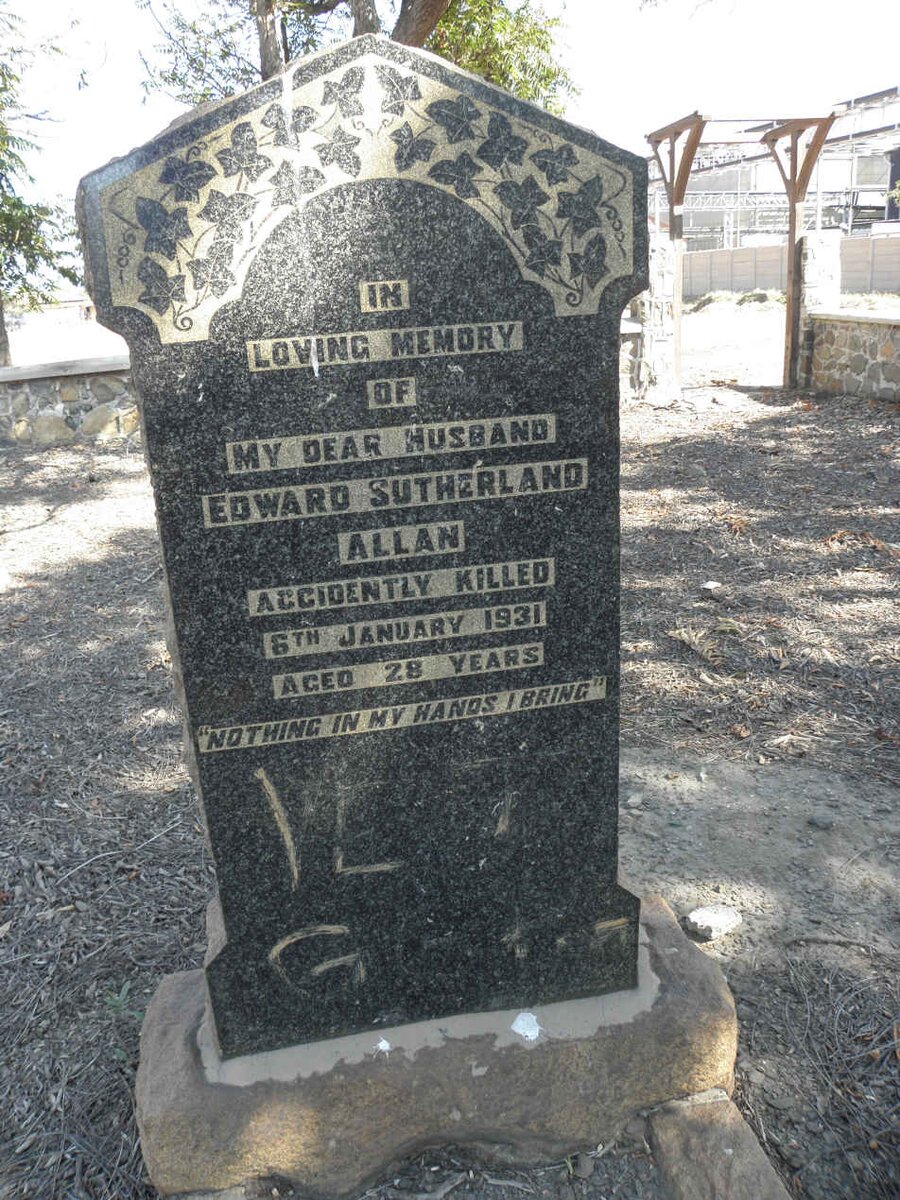 IN
LOVING MEMORY
OF
MY DEAR HUSBAND
EDWARD SUTHERLAND
ALLAN
ACCIDENTLY KILLED
6TH JANUARY 1931
AGED 28 YEARS
"NOTHING IN MY HANDS I BRING"